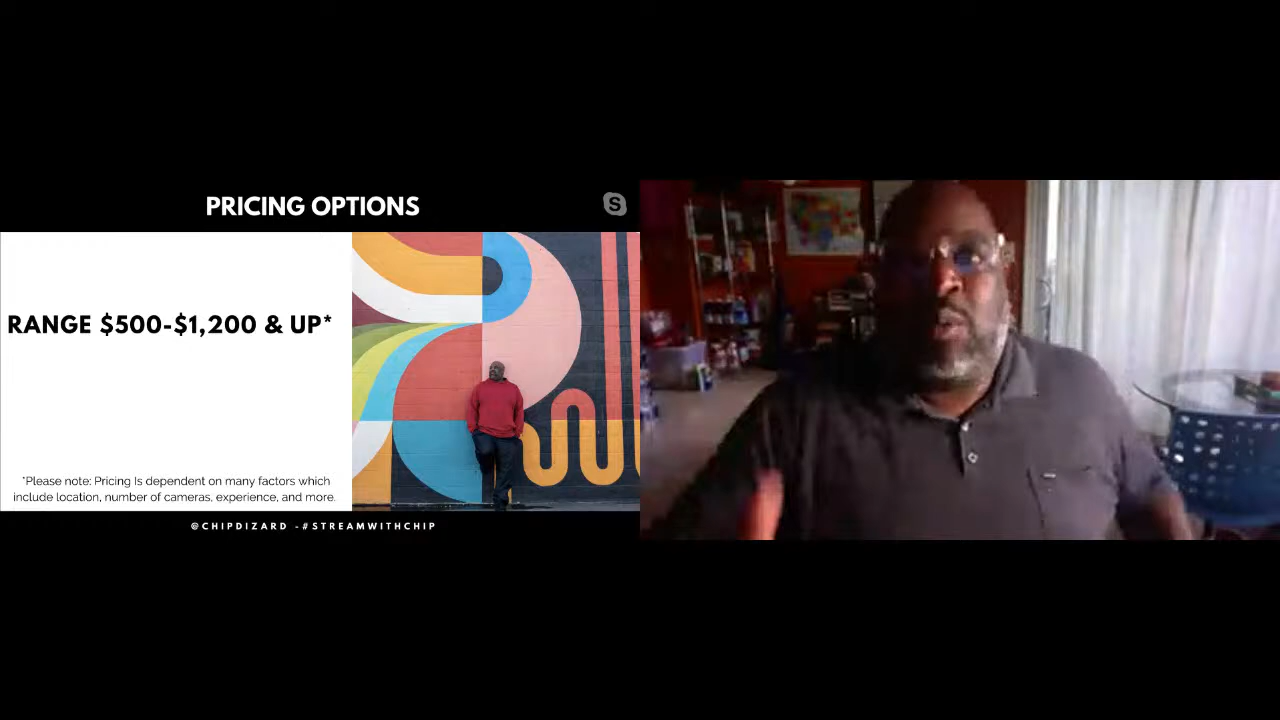 PRICING OPTIONS
RANGE $500-$1,200 & UP*
*Please note: Pricing Is dependent on many factors which
include location, number of cameras, experience, and more.
@CHIPDIZARD -#STREAMWITHCHIP